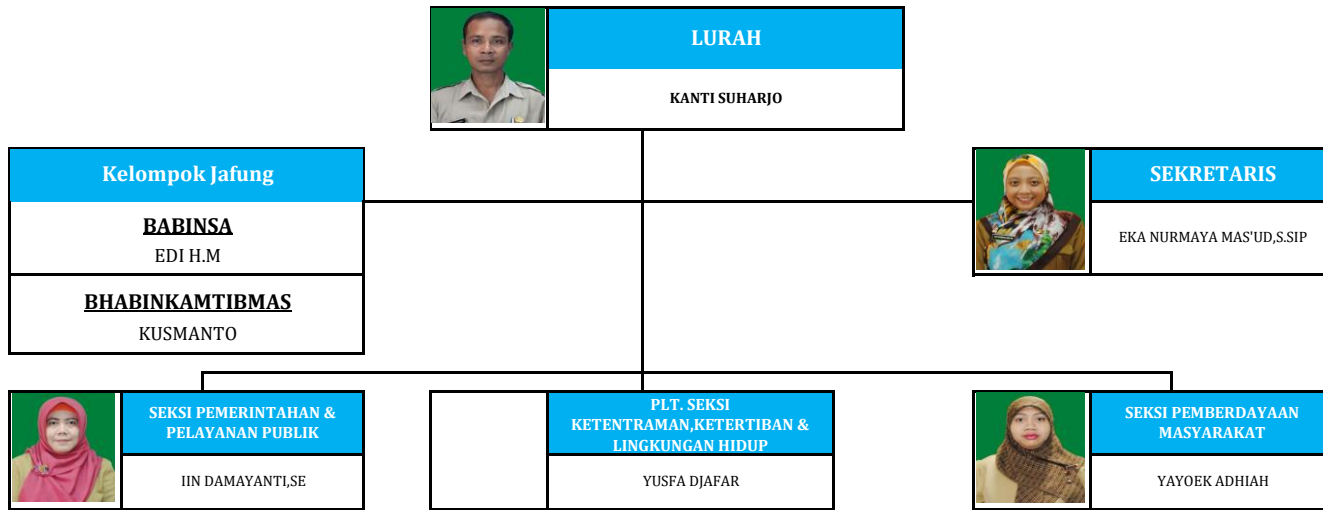 LURAH
KANTI SUHARJO
Kelompok Jafung
BABINSA
EDI H.M
BHABINKAMTIBMAS
KUSMANTO
SEKRETARIS
EKA NURMAYA MAS'UD,S.SIP
SEKSI PEMERINTAHAN &
PELAYANAN PUBLIK
IIN DAMAYANTI,SE
PLT. SEKSI
KETENTRAMAN,KETERTIBAN &
LINGKUNGAN HIDUP
YUSFA DJAFAR
SEKSI PEMBERDAYAAN
MASYARAKAT
YAYOEK ADHIAH